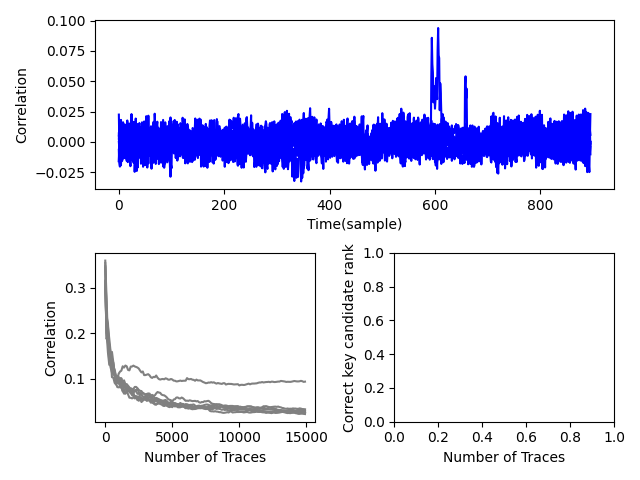 0.100
0.075
0.050
0.025
0.000
−0.025
Correlation
0 200 400 600 800
Time(sample)
0.3
0.2
0.1
Correlation
0 5000 10000 15000
Number of Traces
1.0
0.8
0.6
0.4
0.2
0.0
Correct key candidate rank
0.0 0.2 0.4 0.6 0.8 1.0
Number of Traces